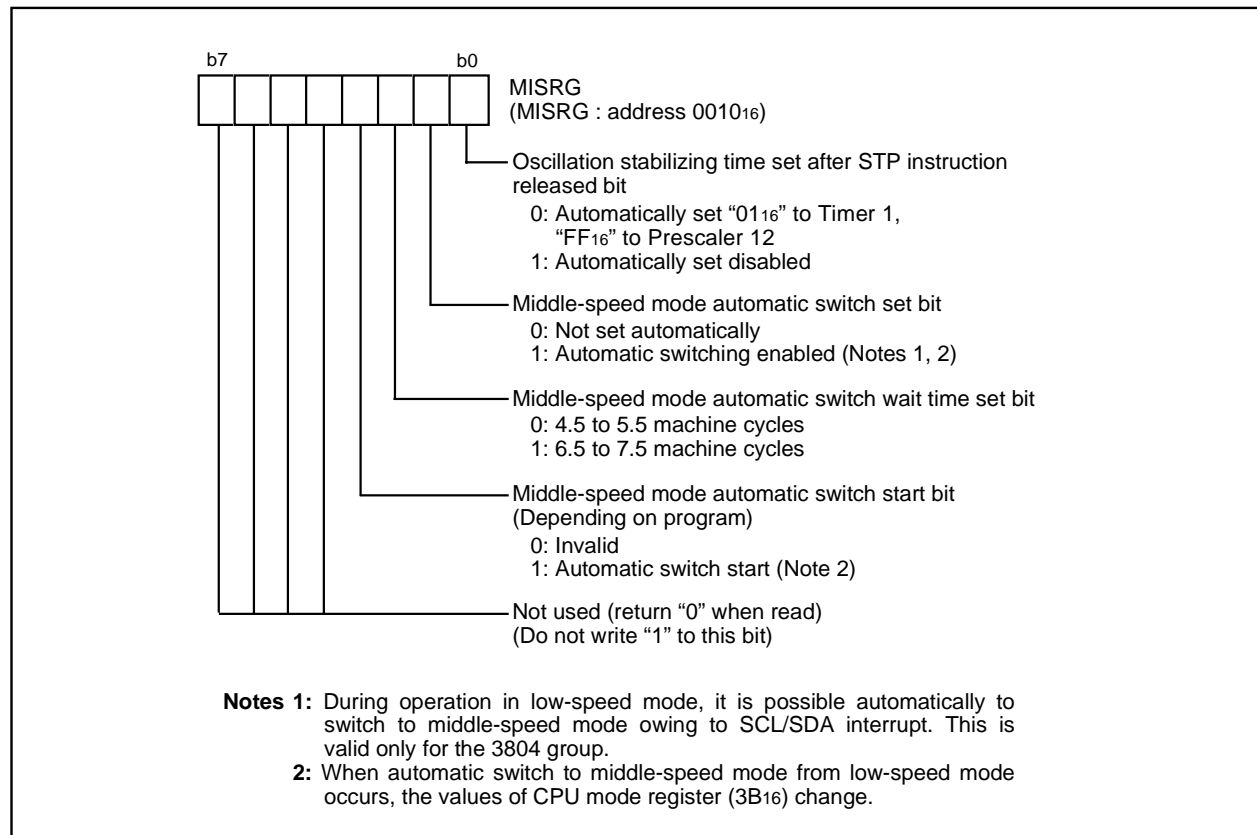 b7 b0
MISRG
(MISRG : address 0010₁₆)
Oscillation stabilizing time set after STP instruction
released bit
0: Automatically set “01₁₆” to Timer 1,
“FF₁₆” to Prescaler 12
1: Automatically set disabled
Middle-speed mode automatic switch set bit
0: Not set automatically
1: Automatic switching enabled (Notes 1, 2)
Middle-speed mode automatic switch wait time set bit
0: 4.5 to 5.5 machine cycles
1: 6.5 to 7.5 machine cycles
Middle-speed mode automatic switch start bit
(Depending on program)
0: Invalid
1: Automatic switch start (Note 2)
Not used (return “0” when read)
(Do not write “1” to this bit)
Notes 1: During operation in low-speed mode, it is possible automatically to
switch to middle-speed mode owing to SCL/SDA interrupt. This is
valid only for the 3804 group.
2: When automatic switch to middle-speed mode from low-speed mode
occurs, the values of CPU mode register (3B₁₆) change.